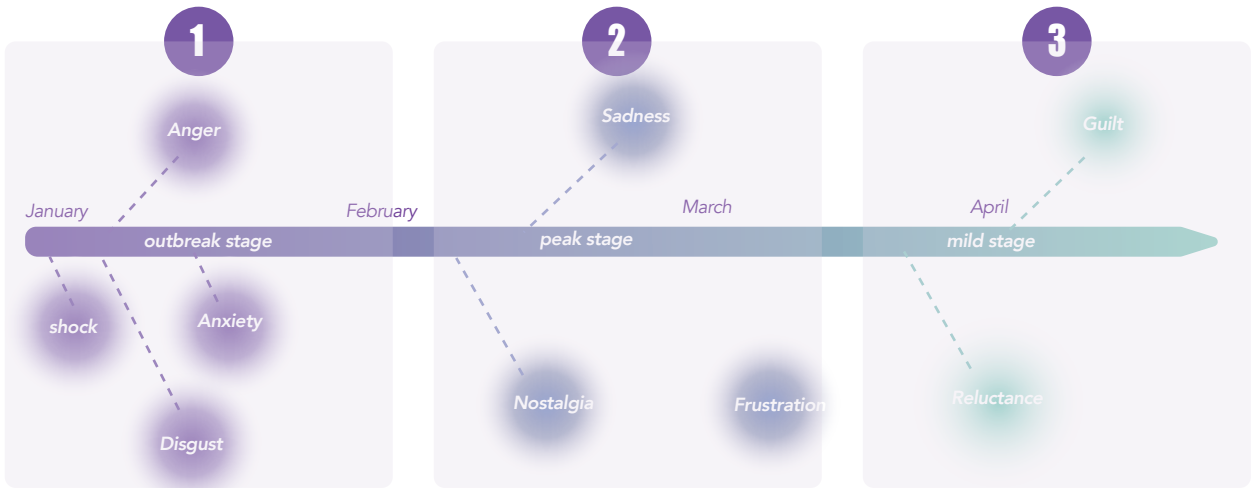 1
Anger
January
February
outbreak stage
shock
Anxiety
Disgust
2
Sadness
March
peak stage
Nostalgia
Frustration
3
Guilt
April
mild stage
Reluctance